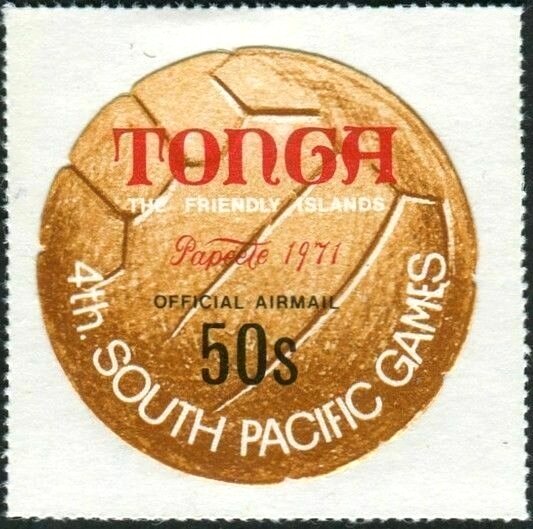 TONGA
THE FRIENDLY ISLANDS
Papeete 1971
OFFICIAL AIRMAIL
50s
4th. SOUTH PACIFIC GAMES